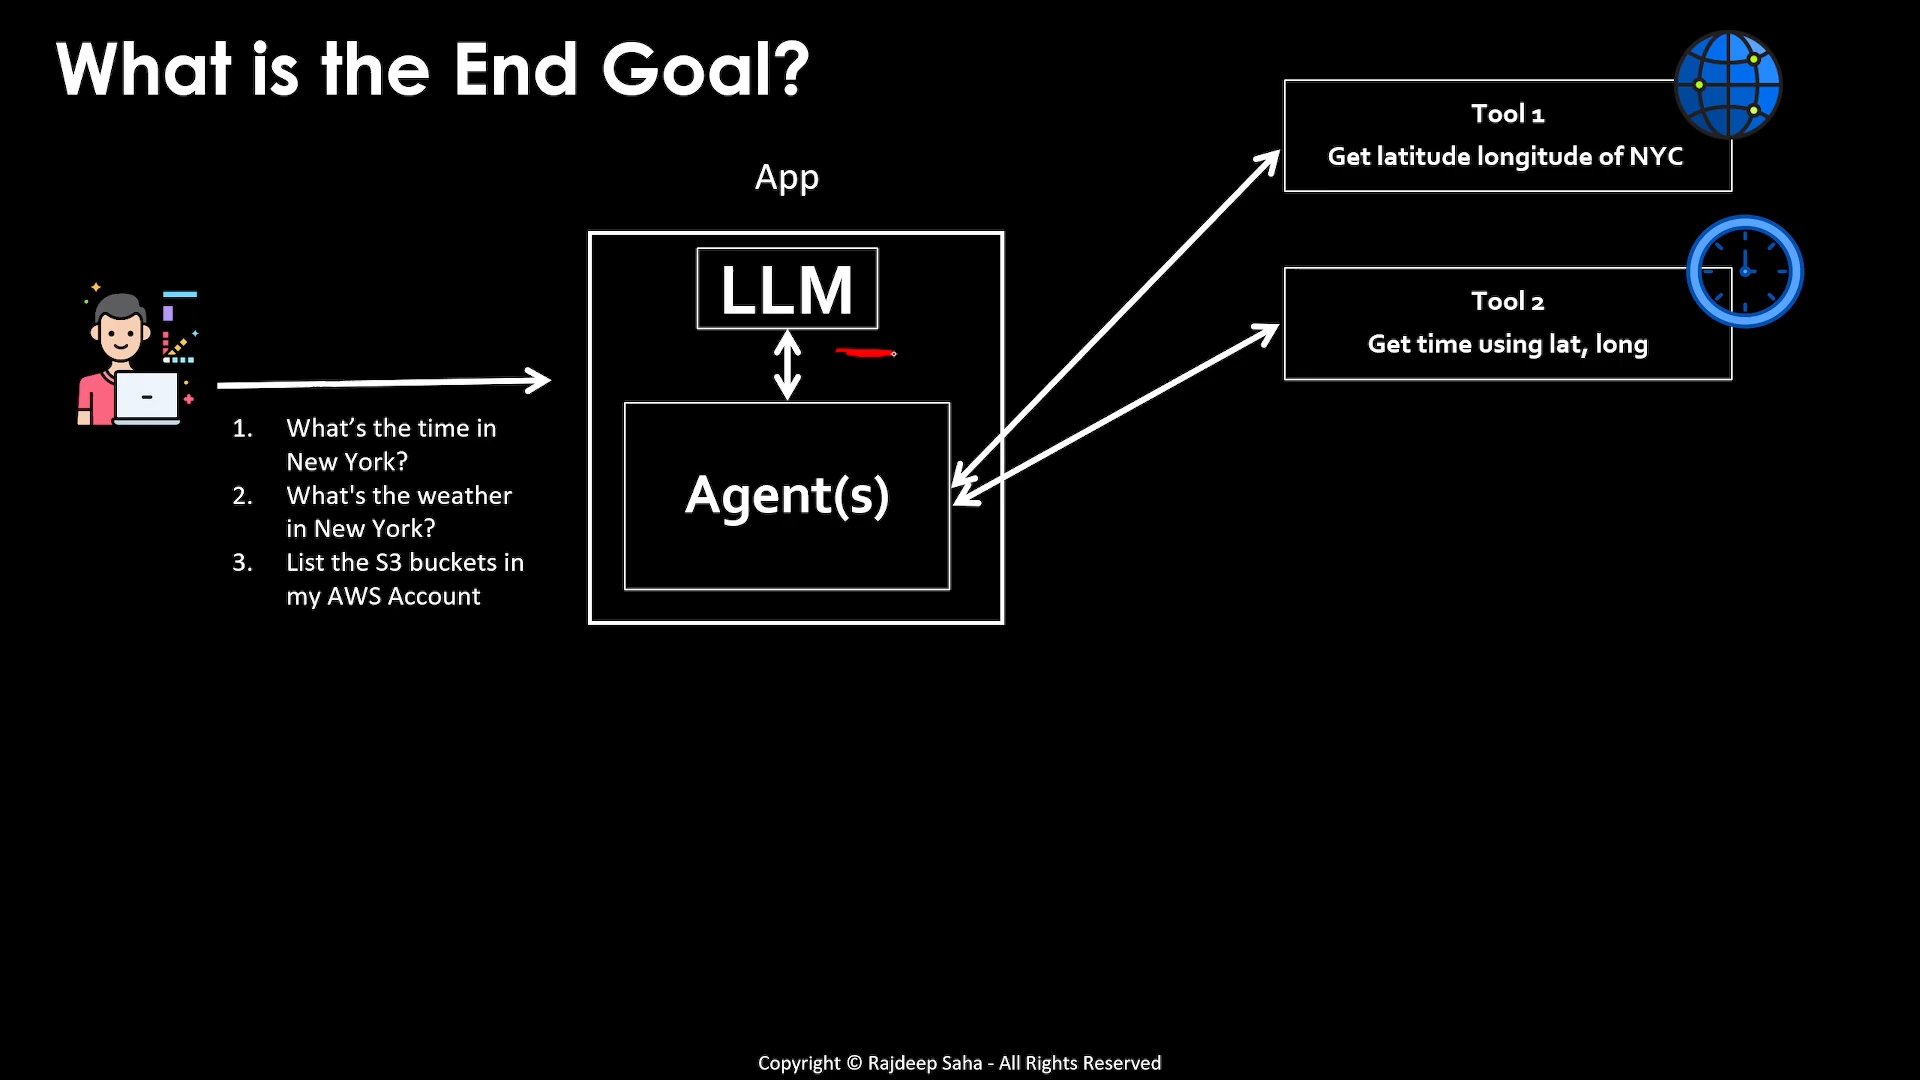 What is the End Goal?
App
LLM
Agent(s)
1. What’s the time in
New York?
2. What's the weather
in New York?
3. List the S3 buckets in
my AWS Account
Tool 1
Get latitude longitude of NYC
Tool 2
Get time using lat, long
Copyright © Rajdeep Saha - All Rights Reserved